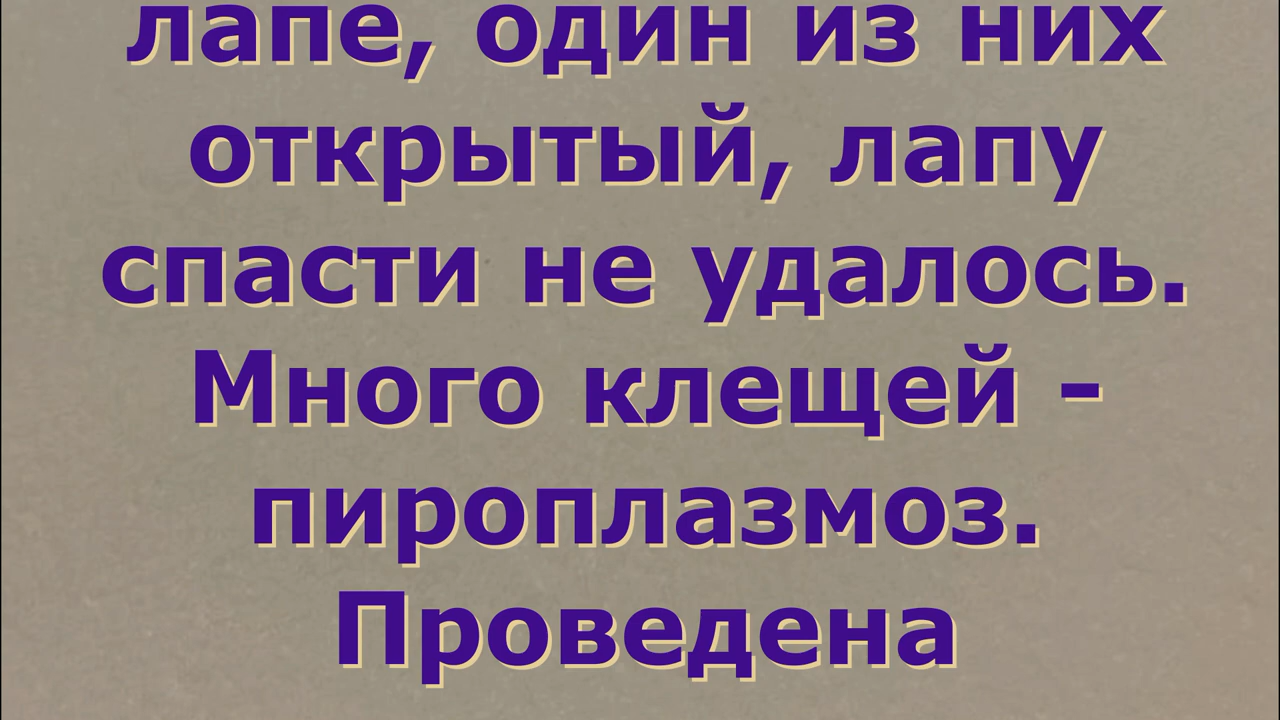 лапе, один из них
открытый, лапу
спасти не удалось.
Много клещей -
пироплазмоз.
Проведена